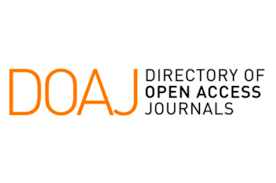 DOAJ
DIRECTORY OF
OPEN ACCESS
JOURNALS